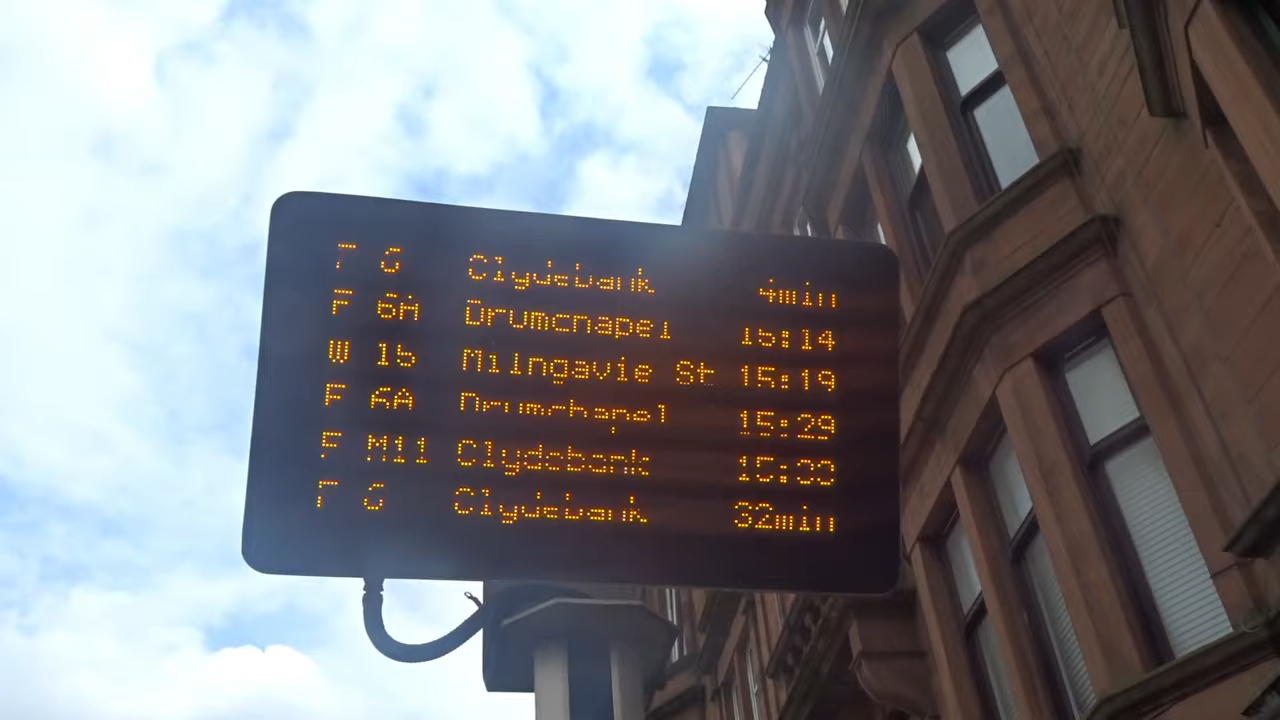 F 6 Clydebank 4min
F 6A Drumchapel 15:14
W 15 Milngavie St 15:19
F 6A Drumchapel 15:29
F M11 Clydebank 15:33
F 6 Clydebank 32min